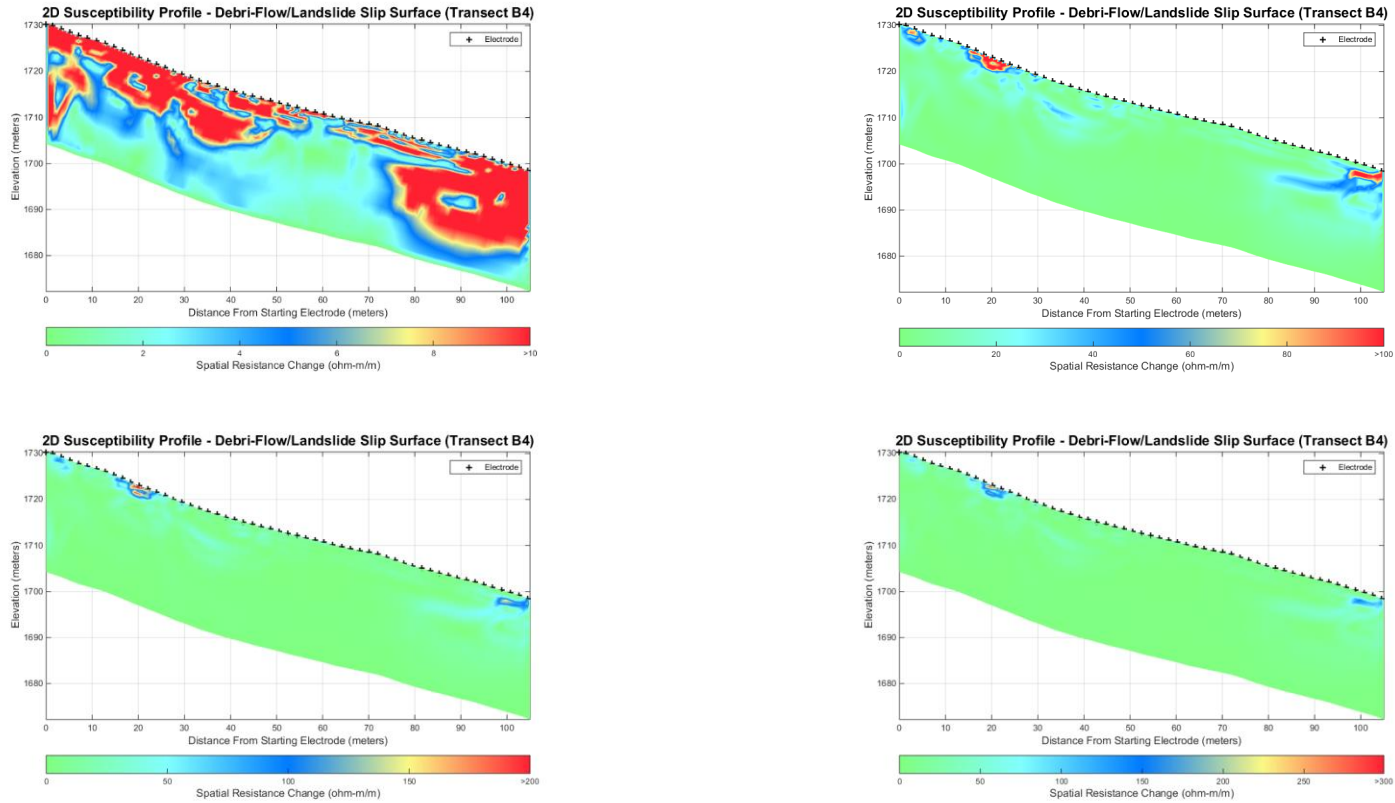 2D Susceptibility Profile - Debri-Flow/Landslide Slip Surface (Transect B4)
Electrode
1730
1720
1710
1700
1690
1680
Elevation (meters)
0 10 20 30 40 50 60 70 80 90 100
Distance From Starting Electrode (meters)
0 2 4 6 8 >10
Spatial Resistance Change (ohm-m/m)
2D Susceptibility Profile - Debri-Flow/Landslide Slip Surface (Transect B4)
Electrode
1730
1720
1710
1700
1690
1680
Elevation (meters)
0 10 20 30 40 50 60 70 80 90 100
Distance From Starting Electrode (meters)
0 20 40 60 80 >100
Spatial Resistance Change (ohm-m/m)
2D Susceptibility Profile - Debri-Flow/Landslide Slip Surface (Transect B4)
Electrode
1730
1720
1710
1700
1690
1680
Elevation (meters)
0 10 20 30 40 50 60 70 80 90 100
Distance From Starting Electrode (meters)
0 50 100 150 >200
Spatial Resistance Change (ohm-m/m)
2D Susceptibility Profile - Debri-Flow/Landslide Slip Surface (Transect B4)
Electrode
1730
1720
1710
1700
1690
1680
Elevation (meters)
0 10 20 30 40 50 60 70 80 90 100
Distance From Starting Electrode (meters)
0 50 100 150 200 250 >300
Spatial Resistance Change (ohm-m/m)